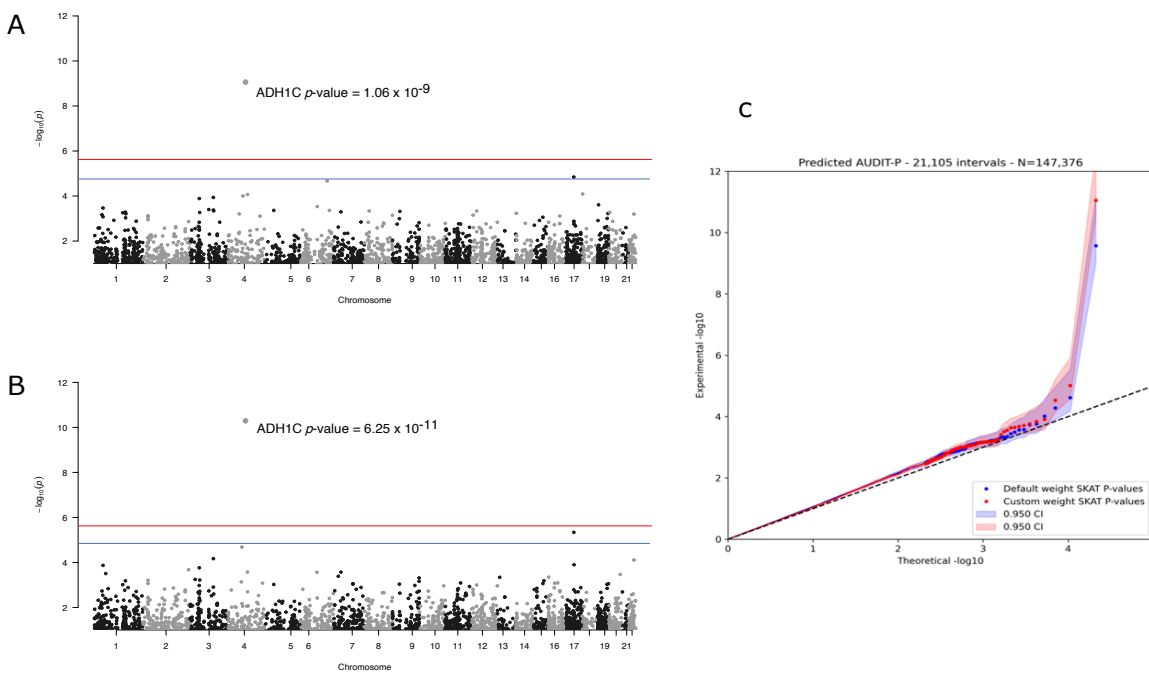 A
12
10
8
6
4
2
−log₁₀(p)
ADH1C p-value = 1.06 x 10⁻⁹
1 2 3 4 5 6 7 8 9 10 11 12 13 14 15 16 17 19 21
Chromosome
B
12
10
8
6
4
2
−log₁₀(p)
ADH1C p-value = 6.25 x 10⁻¹¹
1 2 3 4 5 6 7 8 9 10 11 12 13 14 15 16 17 19 21
Chromosome
C
Predicted AUDIT-P - 21,105 intervals - N=147,376
12
10
8
6
4
2
0
Experimental -log10
Default weight SKAT P-values
Custom weight SKAT P-values
0.950 CI
0.950 CI
0 1 2 3 4
Theoretical -log10